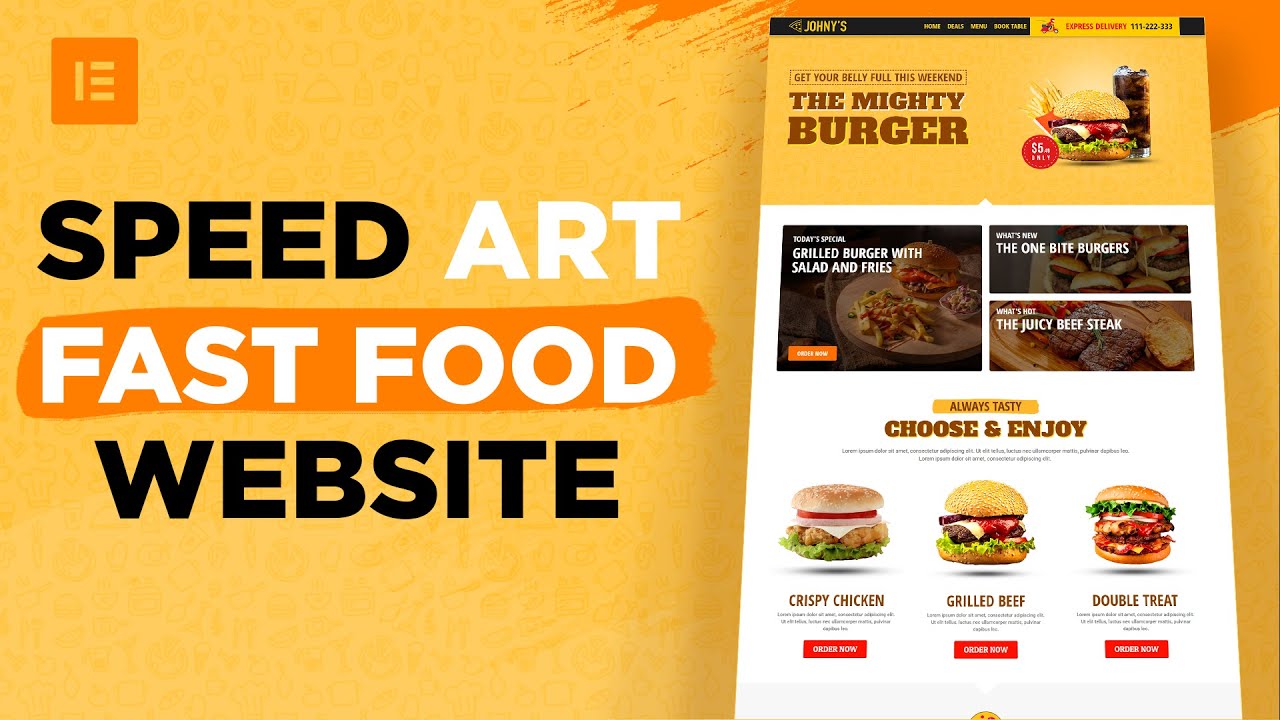 SPEED ART
FAST FOOD
WEBSITE
JOHNY'S
HOME DEALS MENU BOOK TABLE
EXPRESS DELIVERY 111-222-333
GET YOUR BELLY FULL THIS WEEKEND
THE MIGHTY
BURGER
$5.49
ONLY
TODAY'S SPECIAL
GRILLED BURGER WITH
SALAD AND FRIES
ORDER NOW
WHAT'S NEW
THE ONE BITE BURGERS
WHAT'S HOT
THE JUICY BEEF STEAK
ALWAYS TASTY
CHOOSE & ENJOY
Lorem ipsum dolor sit amet, consectetur adipiscing elit. Ut elit tellus, luctus nec ullamcorper mattis, pulvinar dapibus leo.
Lorem ipsum dolor sit amet, consectetur adipiscing elit.
CRISPY CHICKEN
Lorem ipsum dolor sit amet, consectetur adipiscing elit.
Ut elit tellus, luctus nec ullamcorper mattis, pulvinar
dapibus leo.
ORDER NOW
GRILLED BEEF
Lorem ipsum dolor sit amet, consectetur adipiscing elit.
Ut elit tellus, luctus nec ullamcorper mattis, pulvinar
dapibus leo.
ORDER NOW
DOUBLE TREAT
Lorem ipsum dolor sit amet, consectetur adipiscing elit.
Ut elit tellus, luctus nec ullamcorper mattis, pulvinar
dapibus leo.
ORDER NOW